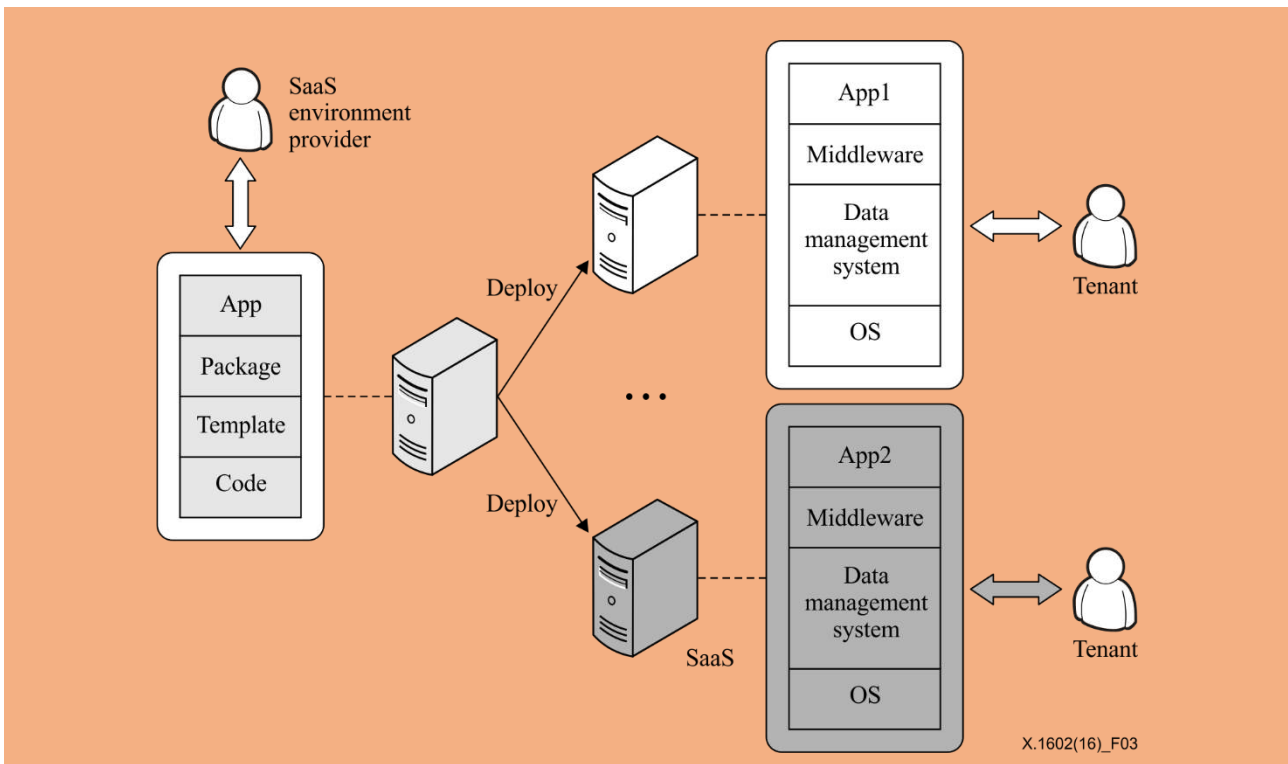 SaaS
environment
provider
App
Package
Template
Code
Deploy
Deploy
...
SaaS
App1
Middleware
Data
management
system
OS
Tenant
App2
Middleware
Data
management
system
OS
Tenant
X.1602(16)_F03